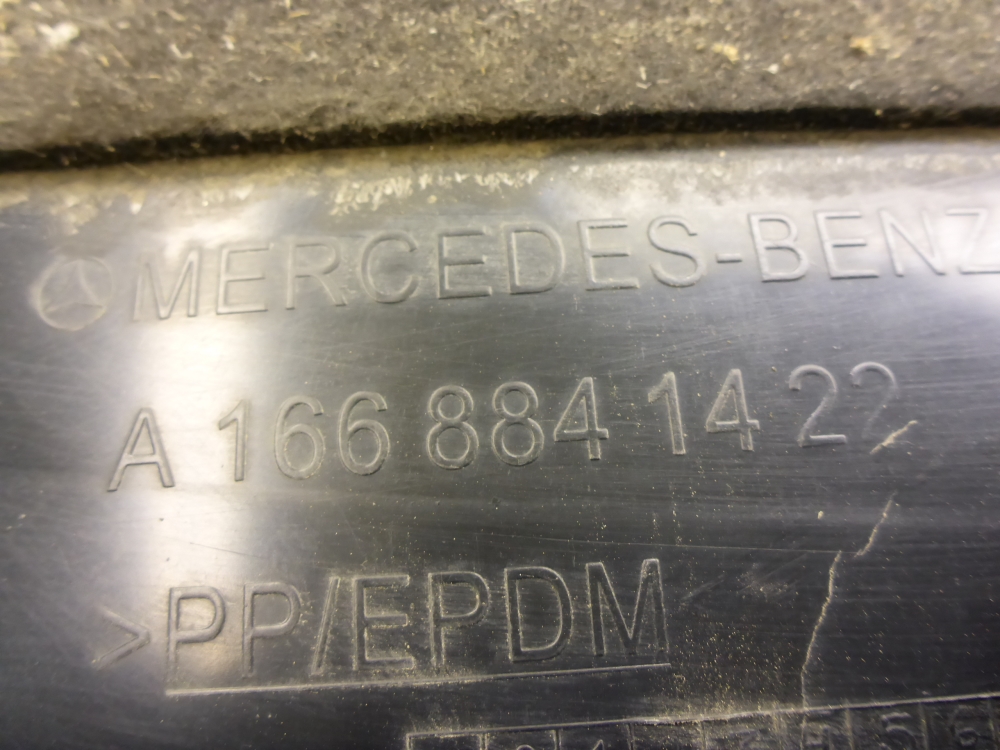 MERCEDES-BENZ
A 166 884 14 22
>PP/EPDM<